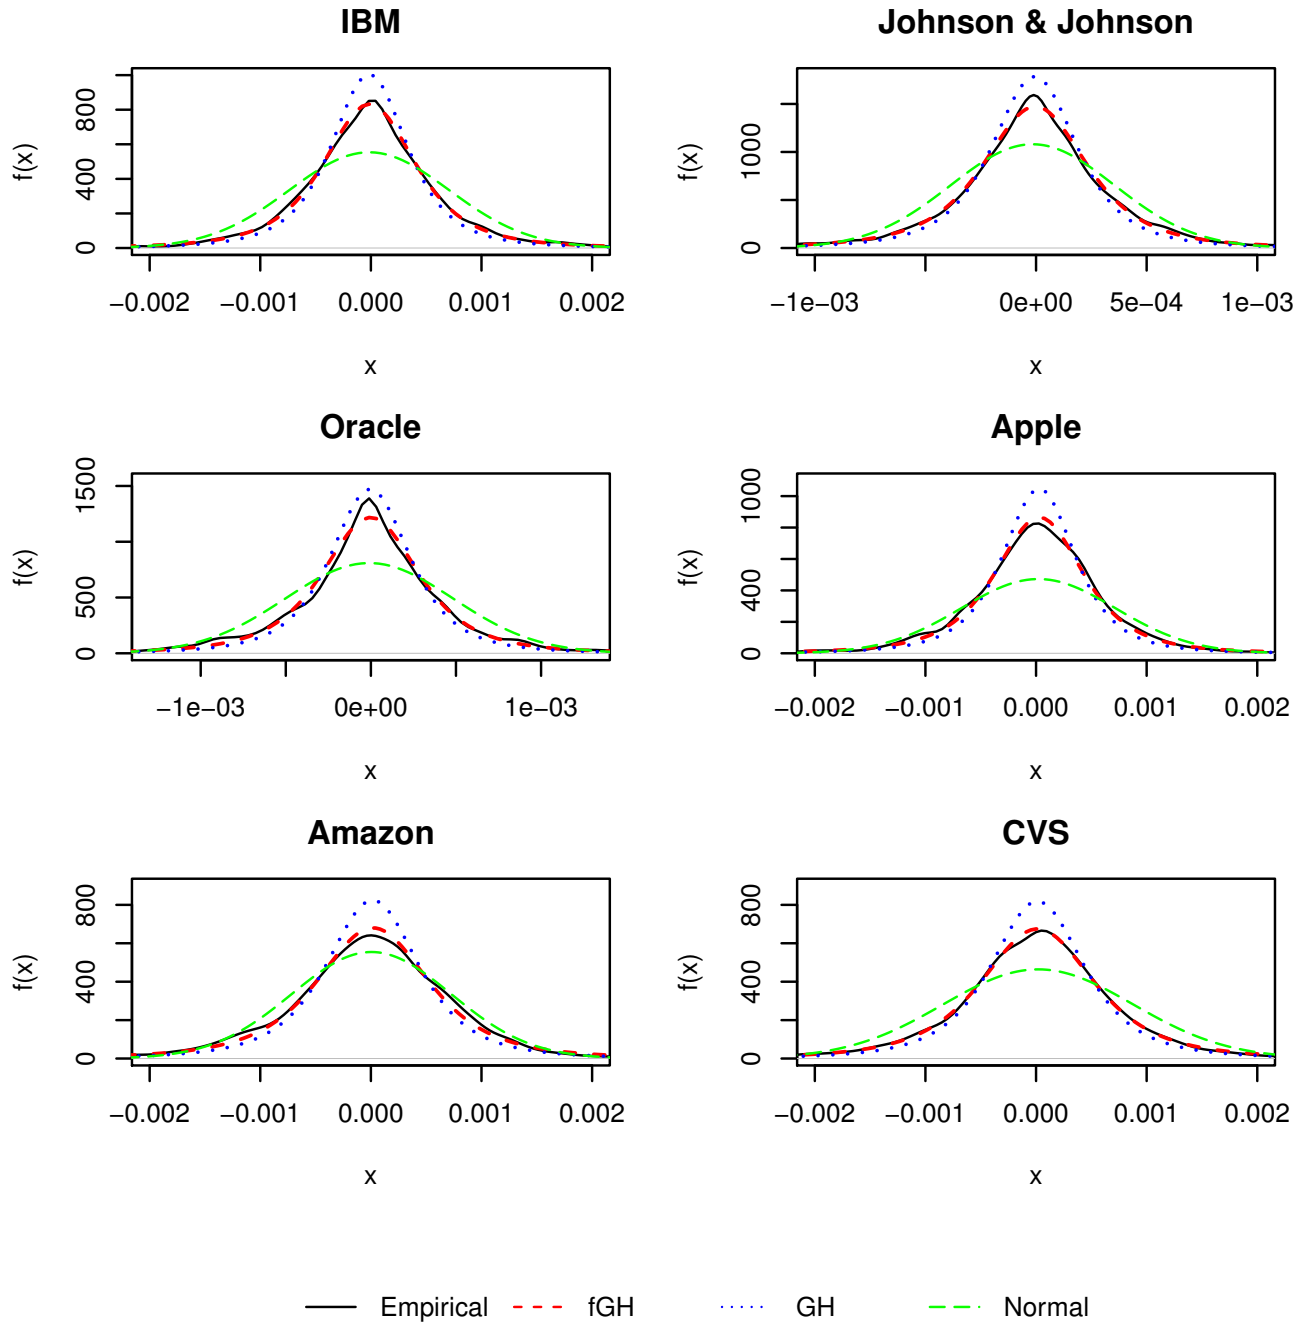 IBM
f(x)
0 400 800
−0.002 −0.001 0.000 0.001 0.002
x
Johnson & Johnson
f(x)
0 1000
−1e−03 0e+00 5e−04 1e−03
x
Oracle
f(x)
0 500 1500
−1e−03 0e+00 1e−03
x
Apple
f(x)
0 400 1000
−0.002 −0.001 0.000 0.001 0.002
x
Amazon
f(x)
0 400 800
−0.002 −0.001 0.000 0.001 0.002
x
CVS
f(x)
0 400 800
−0.002 −0.001 0.000 0.001 0.002
x
Empirical fGH GH Normal